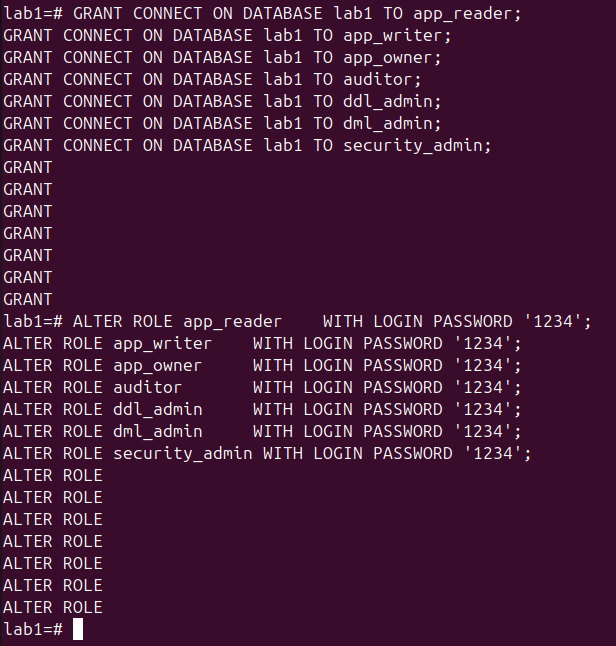 lab1=# GRANT CONNECT ON DATABASE lab1 TO app_reader;
GRANT CONNECT ON DATABASE lab1 TO app_writer;
GRANT CONNECT ON DATABASE lab1 TO app_owner;
GRANT CONNECT ON DATABASE lab1 TO auditor;
GRANT CONNECT ON DATABASE lab1 TO ddl_admin;
GRANT CONNECT ON DATABASE lab1 TO dml_admin;
GRANT CONNECT ON DATABASE lab1 TO security_admin;
GRANT
GRANT
GRANT
GRANT
GRANT
GRANT
GRANT
lab1=# ALTER ROLE app_reader    WITH LOGIN PASSWORD '1234';
ALTER ROLE app_writer    WITH LOGIN PASSWORD '1234';
ALTER ROLE app_owner     WITH LOGIN PASSWORD '1234';
ALTER ROLE auditor       WITH LOGIN PASSWORD '1234';
ALTER ROLE ddl_admin     WITH LOGIN PASSWORD '1234';
ALTER ROLE dml_admin     WITH LOGIN PASSWORD '1234';
ALTER ROLE security_admin WITH LOGIN PASSWORD '1234';
ALTER ROLE
ALTER ROLE
ALTER ROLE
ALTER ROLE
ALTER ROLE
ALTER ROLE
ALTER ROLE
lab1=#